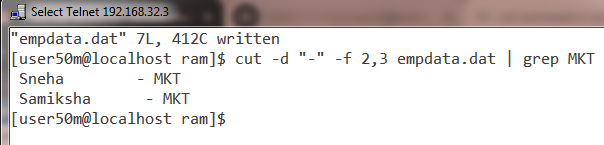 Select Telnet 192.168.32.3
"empdata.dat" 7L, 412C written
[user50m@localhost ram]$ cut -d "-" -f 2,3 empdata.dat | grep MKT
 Sneha        - MKT
 Samiksha      - MKT
[user50m@localhost ram]$